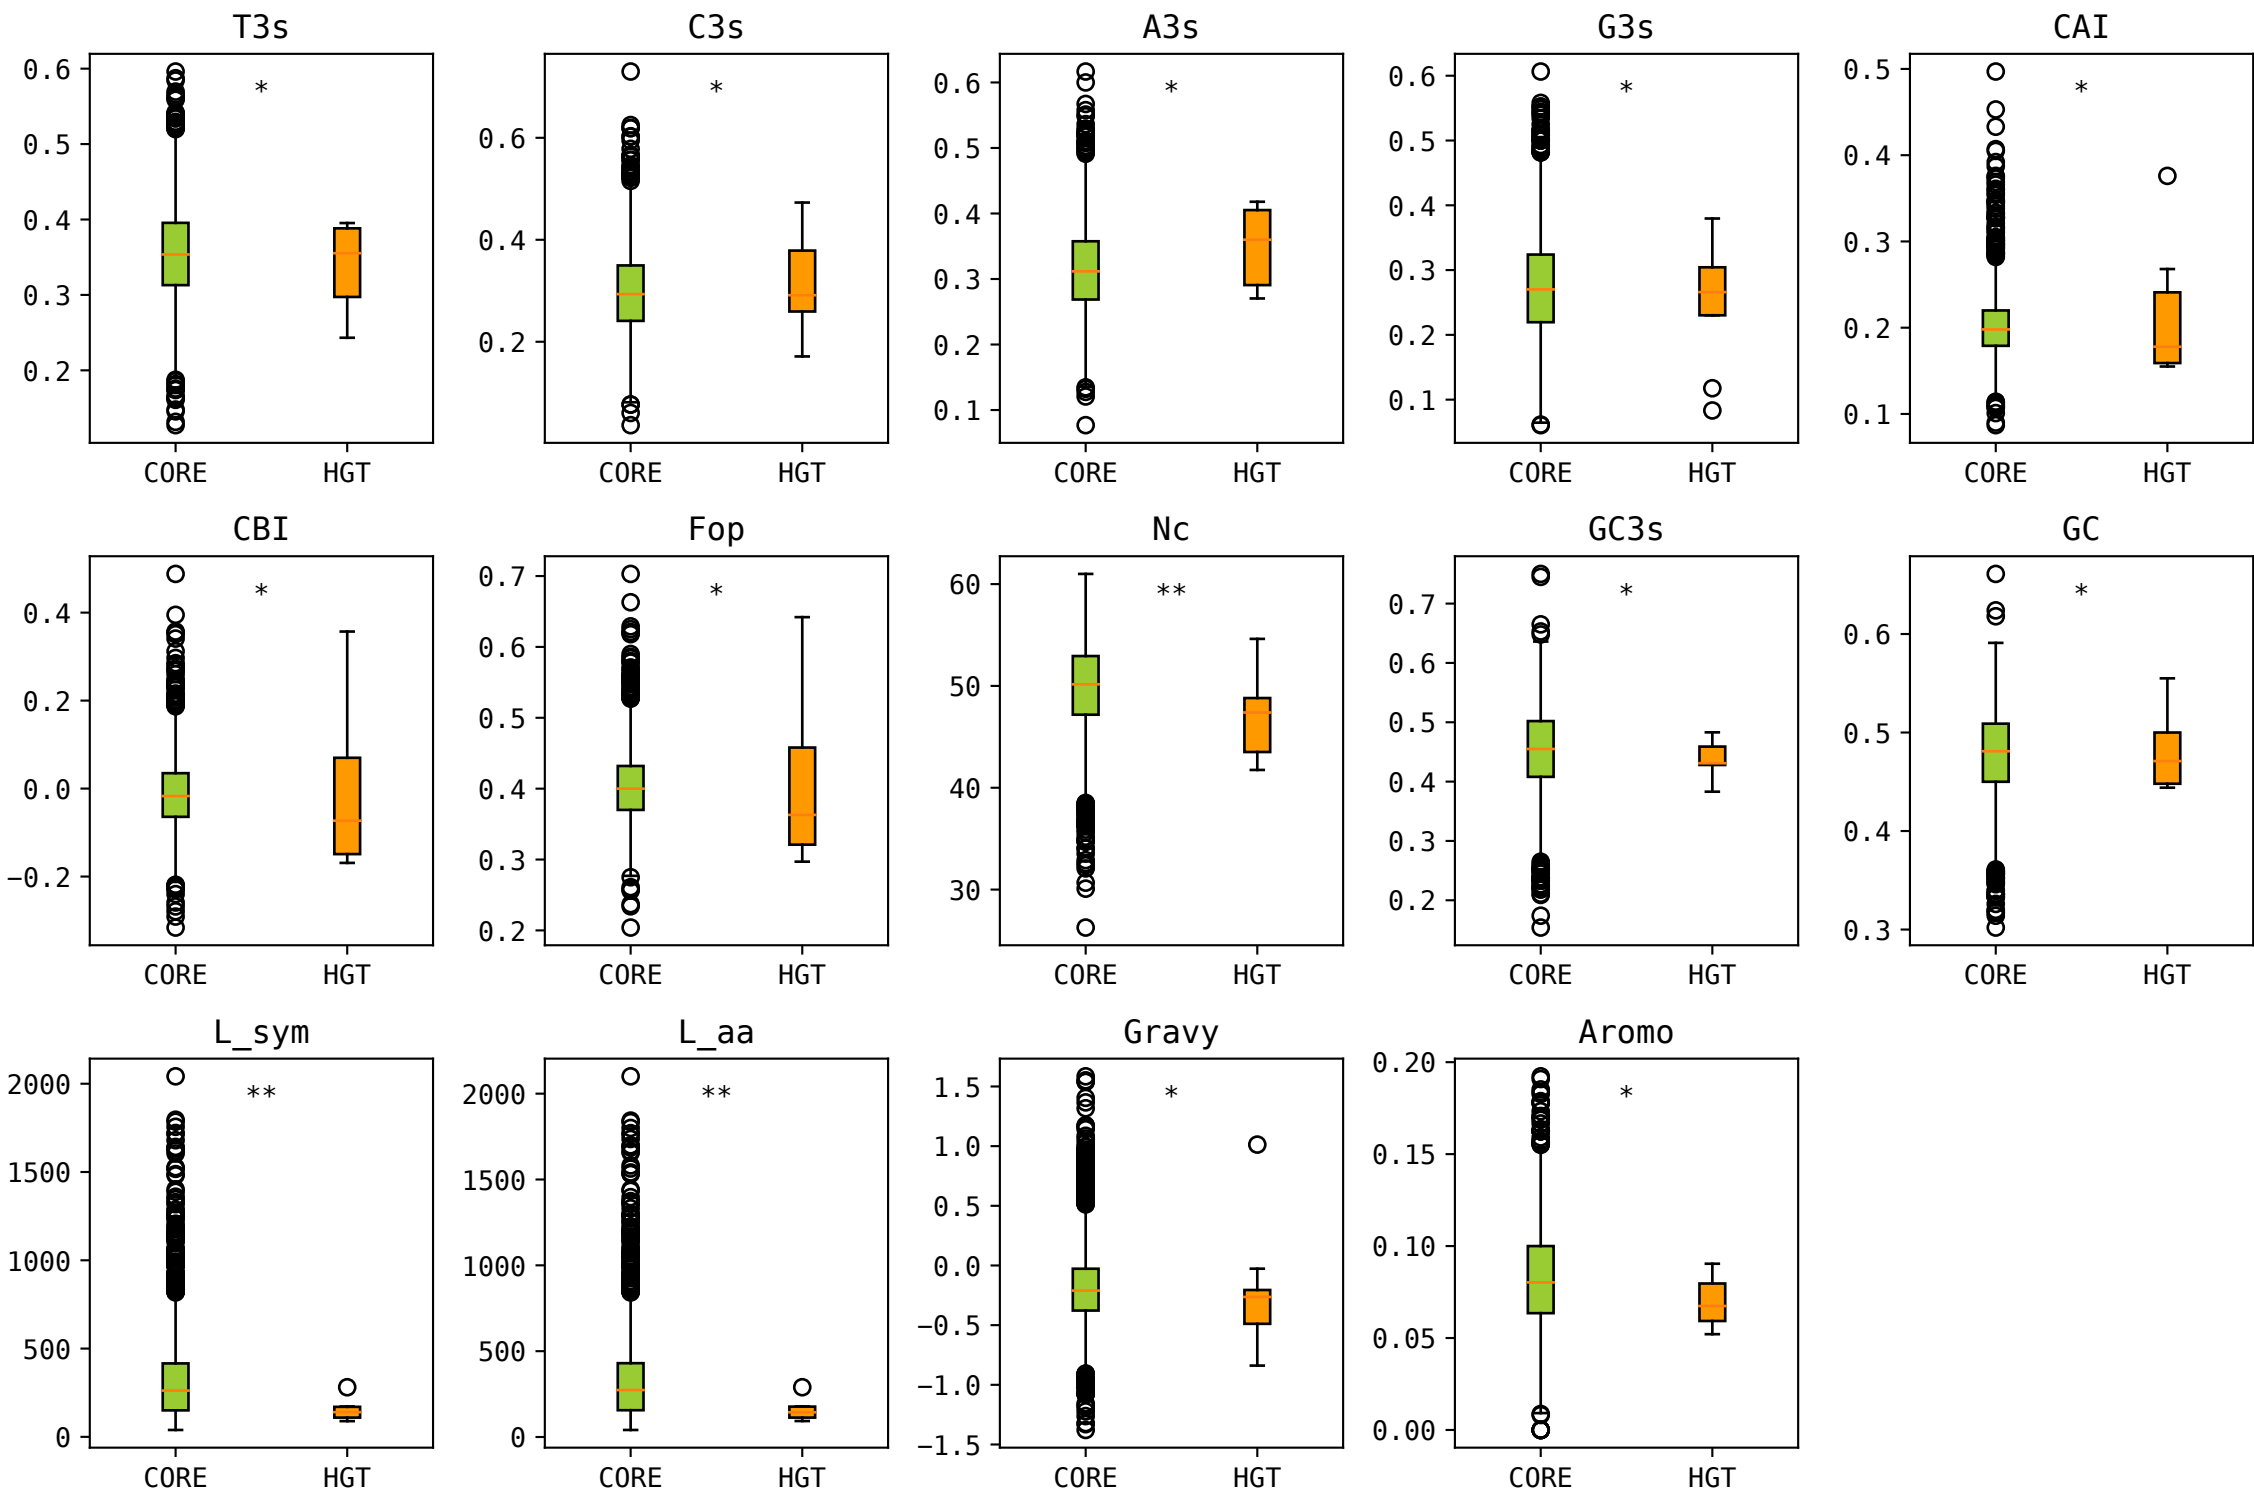 T3s C3s A3s G3s CAI
0.6 0.5 0.4 0.3 0.2
*
CORE HGT
0.6 0.4 0.2
*
CORE HGT
0.6 0.5 0.4 0.3 0.2 0.1
*
CORE HGT
0.6 0.5 0.4 0.3 0.2 0.1
*
CORE HGT
0.5 0.4 0.3 0.2 0.1
*
CORE HGT
CBI Fop Nc GC3s GC
0.4 0.2 0.0 −0.2
*
CORE HGT
0.7 0.6 0.5 0.4 0.3 0.2
*
CORE HGT
60 50 40 30
**
CORE HGT
0.7 0.6 0.5 0.4 0.3 0.2
*
CORE HGT
0.6 0.5 0.4 0.3
*
CORE HGT
L_sym L_aa Gravy Aromo
2000 1500 1000 500 0
**
CORE HGT
2000 1500 1000 500 0
**
CORE HGT
1.5 1.0 0.5 0.0 −0.5 −1.0 −1.5
*
CORE HGT
0.20 0.15 0.10 0.05 0.00
*
CORE HGT